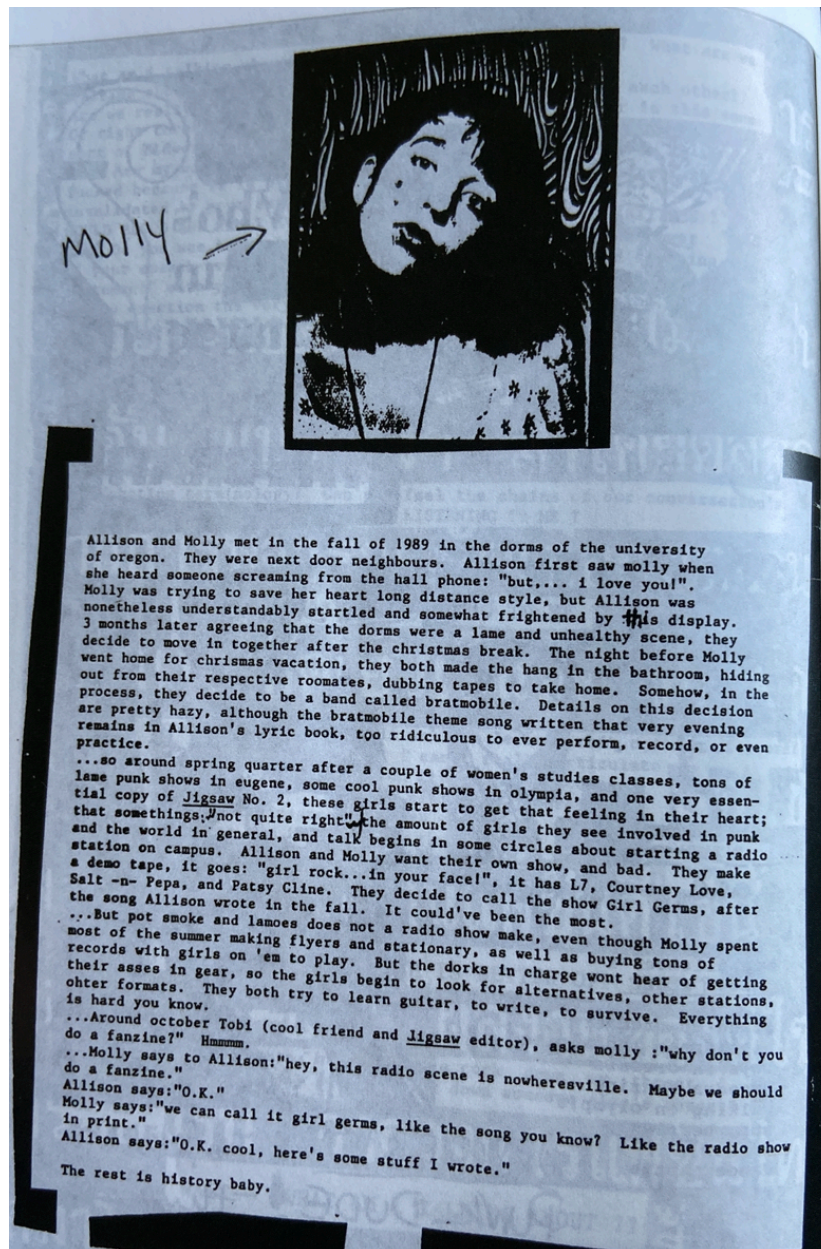 Molly
Allison and Molly met in the fall of 1989 in the dorms of the university
of oregon. They were next door neighbours. Allison first saw molly when
she heard someone screaming from the hall phone: "but,... i love you!".
Molly was trying to save her heart long distance style, but Allison was
nonetheless understandably startled and somewhat frightened by this display.
3 months later agreeing that the dorms were a lame and unhealthy scene, they
decide to move in together after the christmas break. The night before Molly
went home for chrismas vacation, they both made the hang in the bathroom, hiding
out from their respective roomates, dubbing tapes to take home. Somehow, in the
process, they decide to be a band called bratmobile. Details on this decision
are pretty hazy, although the bratmobile theme song written that very evening
remains in Allison's lyric book, too ridiculous to ever perform, record, or even
practice.
...so around spring quarter after a couple of women's studies classes, tons of
lame punk shows in eugene, some cool punk shows in olympia, and one very essen-
tial copy of Jigsaw No. 2, these girls start to get that feeling in their heart;
that somethings "not quite right" the amount of girls they see involved in punk
and the world in general, and talk begins in some circles about starting a radio
station on campus. Allison and Molly want their own show, and bad. They make
a demo tape, it goes: "girl rock...in your face!", it has L7, Courtney Love,
Salt -n- Pepa, and Patsy Cline. They decide to call the show Girl Germs, after
the song Allison wrote in the fall. It could've been the most.
...But pot smoke and lamoes does not a radio show make, even though Molly spent
most of the summer making flyers and stationary, as well as buying tons of
records with girls on 'em to play. But the dorks in charge wont hear of getting
their asses in gear, so the girls begin to look for alternatives, other stations,
ohter formats. They both try to learn guitar, to write, to survive. Everything
is hard you know.
...Around october Tobi (cool friend and Jigsaw editor), asks molly :"why don't you
do a fanzine?" Hmmmmm.
...Molly says to Allison:"hey, this radio scene is nowheresville. Maybe we should
do a fanzine."
Allison says:"O.K."
Molly says:"we can call it girl germs, like the song you know? Like the radio show
in print."
Allison says:"O.K. cool, here's some stuff I wrote."
The rest is history baby.